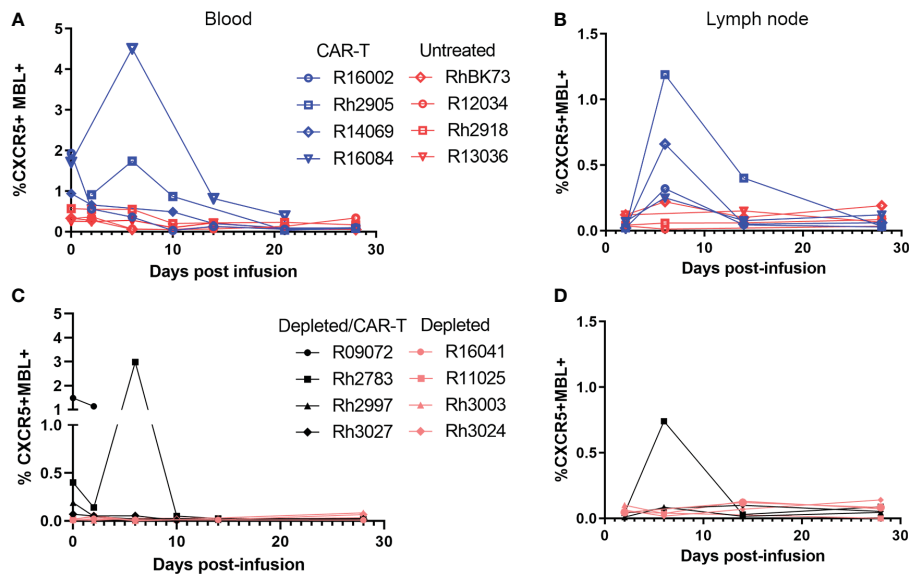 A
Blood
%CXCR5+ MBL+
5
4
3
2
1
0
0 10 20 30
Days post infusion
CAR-T Untreated
R16002 RhBK73
Rh2905 R12034
R14069 Rh2918
R16084 R13036
B
Lymph node
%CXCR5+MBL+
1.5
1.0
0.5
0.0
0 10 20 30
Days post-infusion
C
% CXCR5+MBL+
5
4
3
2
1
1.0
0.5
0.0
0 10 20 30
Days post-infusion
Depleted/CAR-T Depleted
R09072 R16041
Rh2783 R11025
Rh2997 Rh3003
Rh3027 Rh3024
D
%CXCR5+MBL+
1.5
1.0
0.5
0.0
0 10 20 30
Days post-infusion